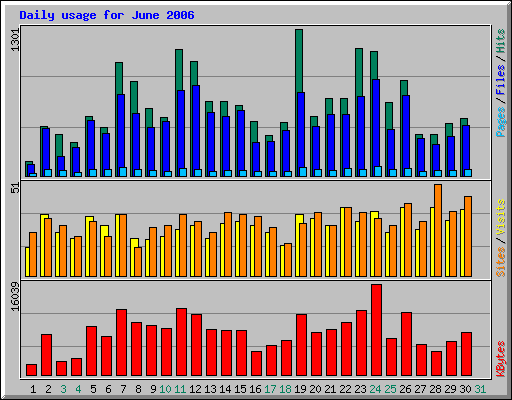 Daily usage for June 2006
1301
Pages / Files / Hits
51
Sites / Visits
16039
KBytes
1 2 3 4 5 6 7 8 9 10 11 12 13 14 15 16 17 18 19 20 21 22 23 24 25 26 27 28 29 30 31